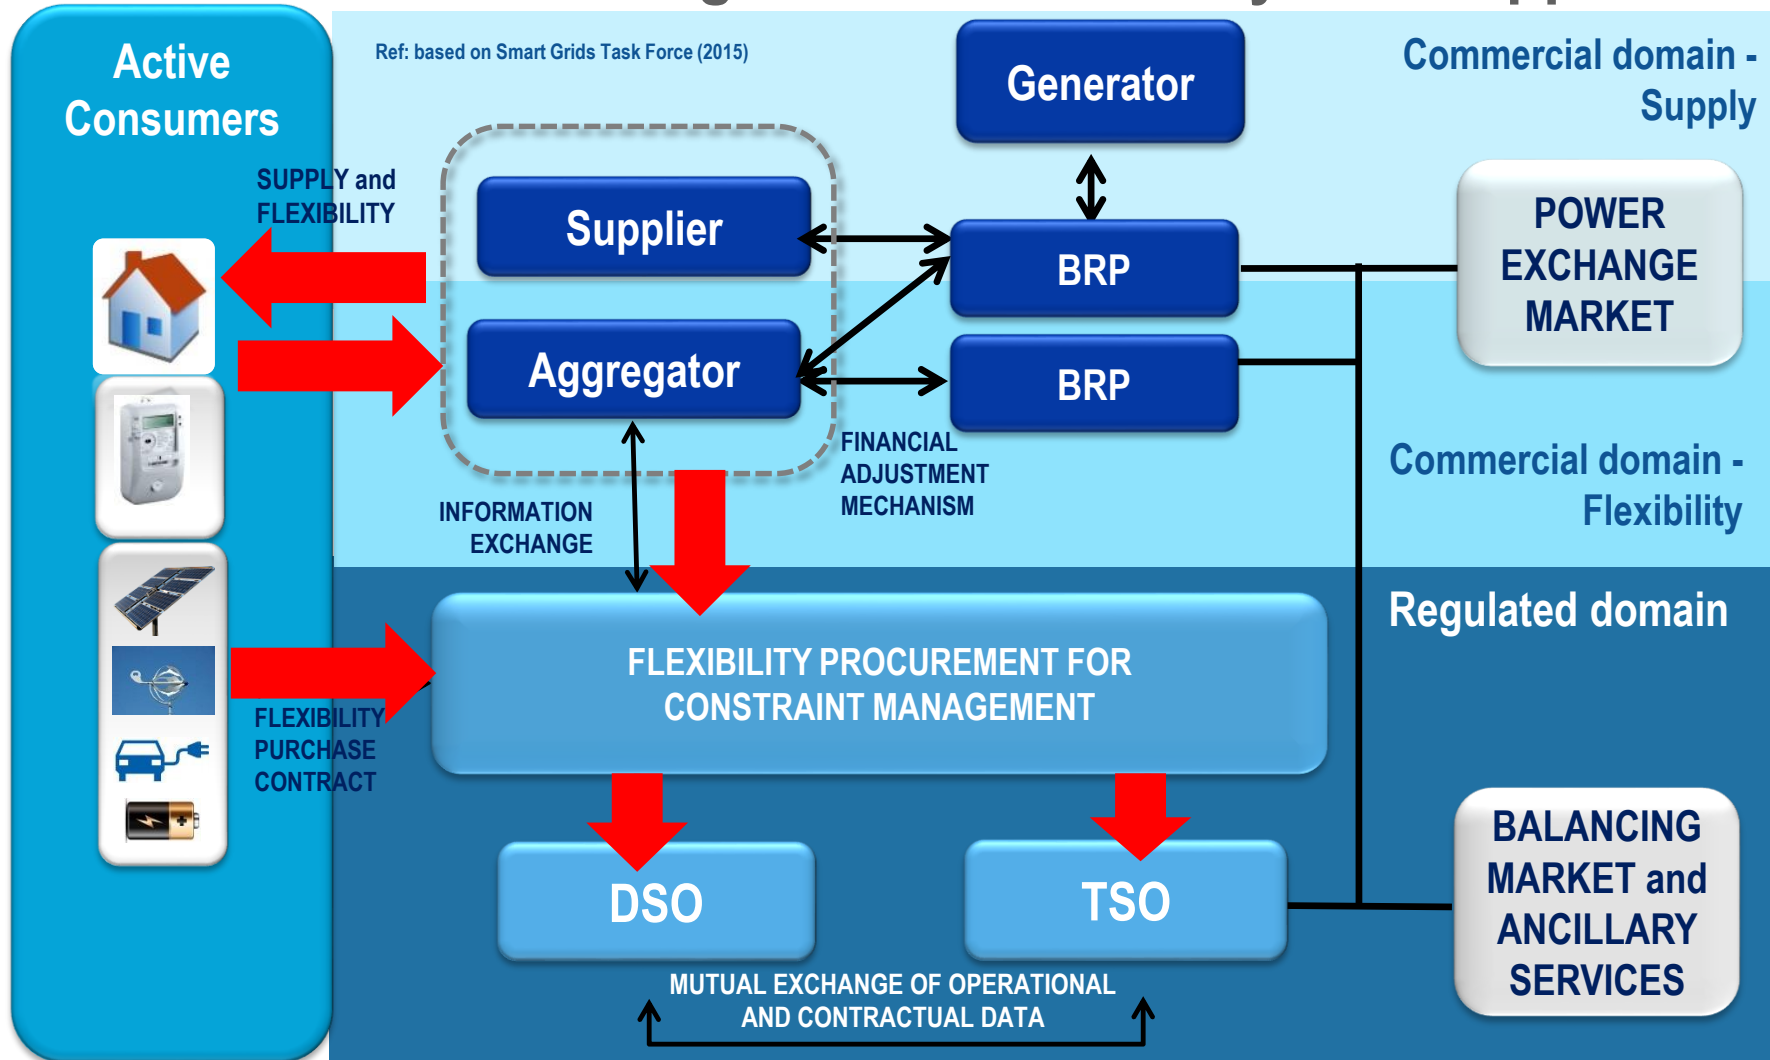 Active
Consumers
Ref: based on Smart Grids Task Force (2015)
Generator
Commercial domain -
Supply
SUPPLY and
FLEXIBILITY
Supplier
BRP
POWER
EXCHANGE
MARKET
Aggregator
BRP
FINANCIAL
ADJUSTMENT
MECHANISM
Commercial domain -
Flexibility
INFORMATION
EXCHANGE
Regulated domain
FLEXIBILITY PROCUREMENT FOR
CONSTRAINT MANAGEMENT
FLEXIBILITY
PURCHASE
CONTRACT
DSO
TSO
BALANCING
MARKET and
ANCILLARY
SERVICES
MUTUAL EXCHANGE OF OPERATIONAL
AND CONTRACTUAL DATA